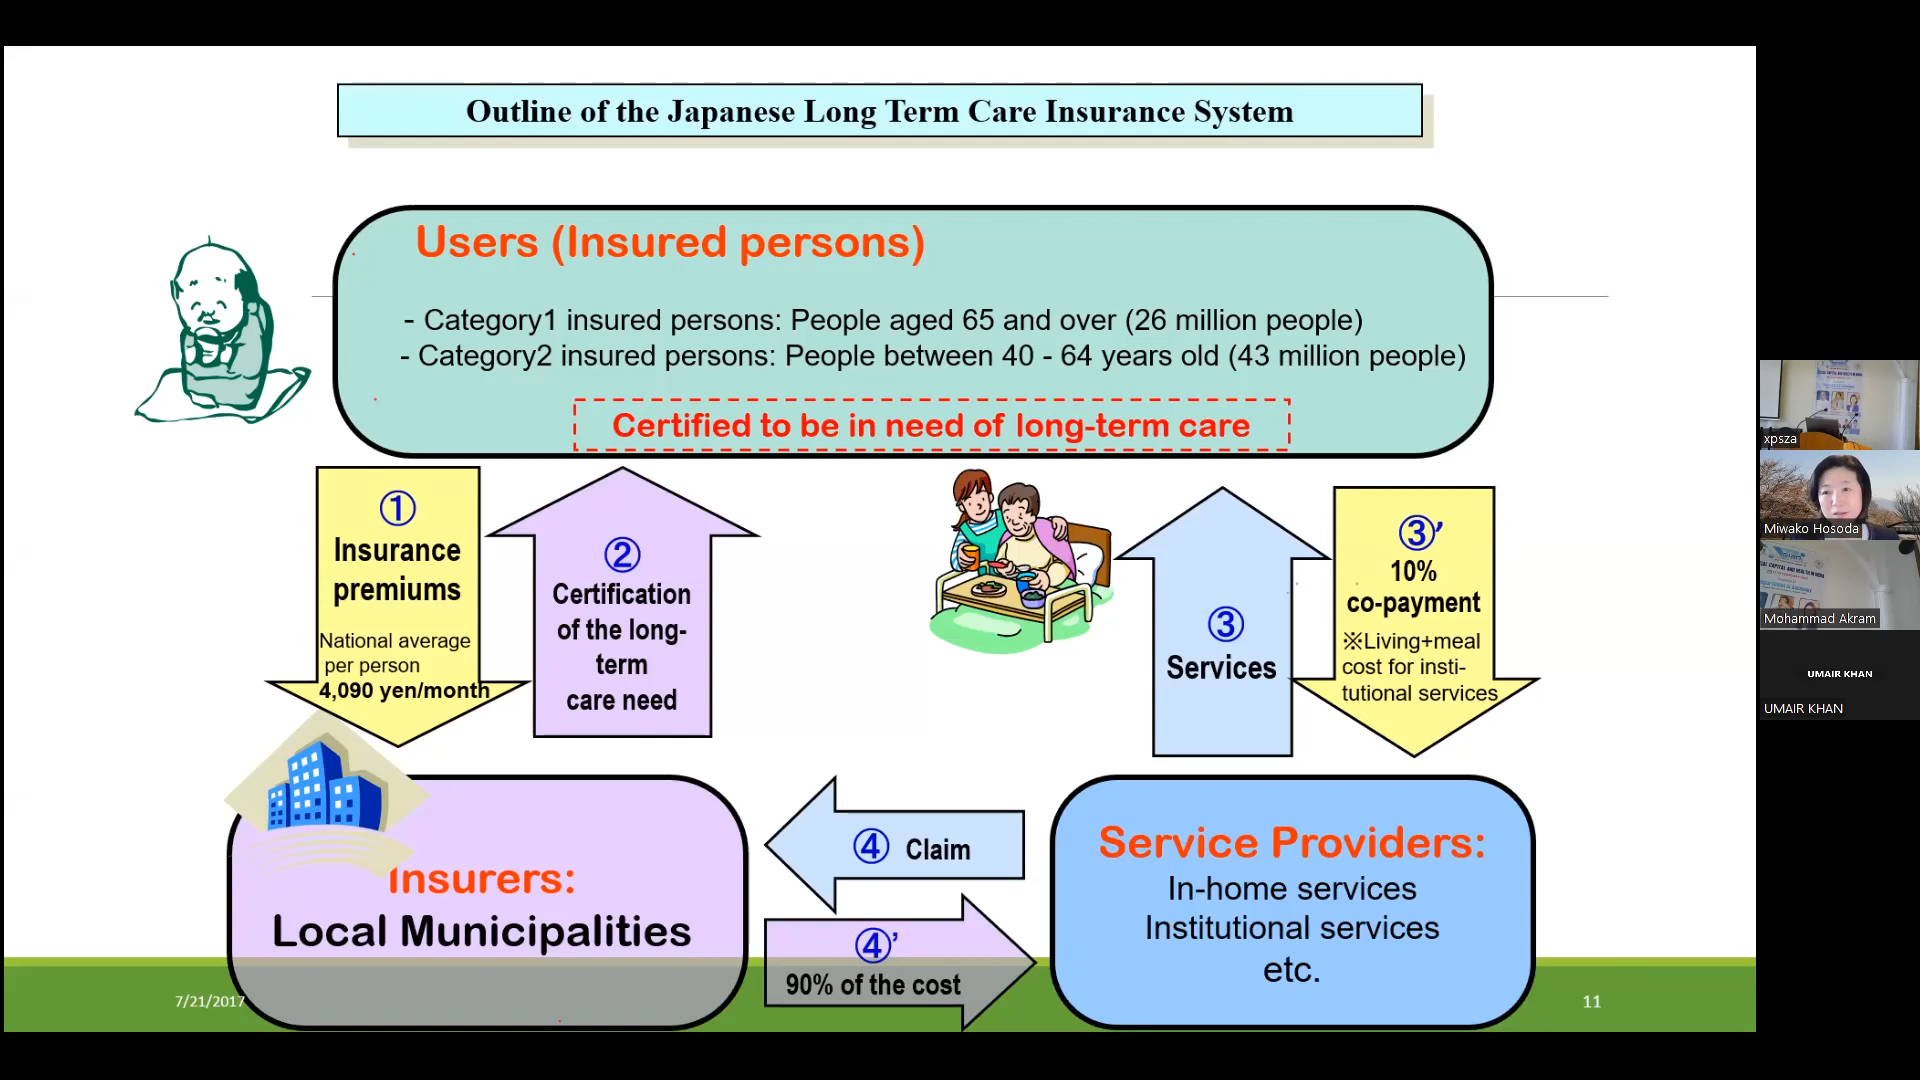 Outline of the Japanese Long Term Care Insurance System
Users (Insured persons)
- Category1 insured persons: People aged 65 and over (26 million people)
- Category2 insured persons: People between 40 - 64 years old (43 million people)
Certified to be in need of long-term care
①
Insurance
premiums
National average
per person
4,090 yen/month
②
Certification
of the long-
term
care need
③
Services
③’
10%
co-payment
※Living+meal
cost for insti-
tutional services
④ Claim
④’
90% of the cost
Insurers:
Local Municipalities
Service Providers:
In-home services
Institutional services
etc.
7/21/2017
11
xpsza
Miwako Hosoda
Mohammad Akram
UMAIR KHAN
UMAIR KHAN